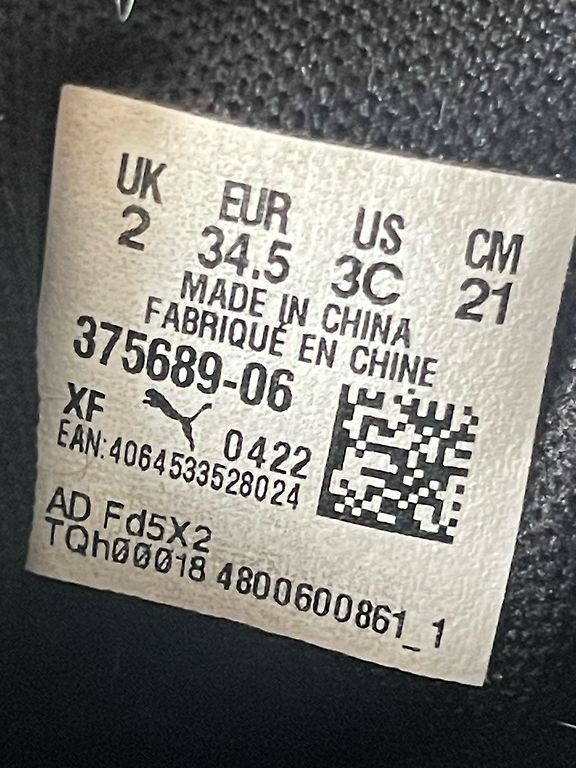 UK EUR US CM
2 34.5 3C 21
MADE IN CHINA
FABRIQUÉ EN CHINE
375689-06
XF 0422
EAN:4064533528024
AD Fd5X2
TQh00018 4800600861_1